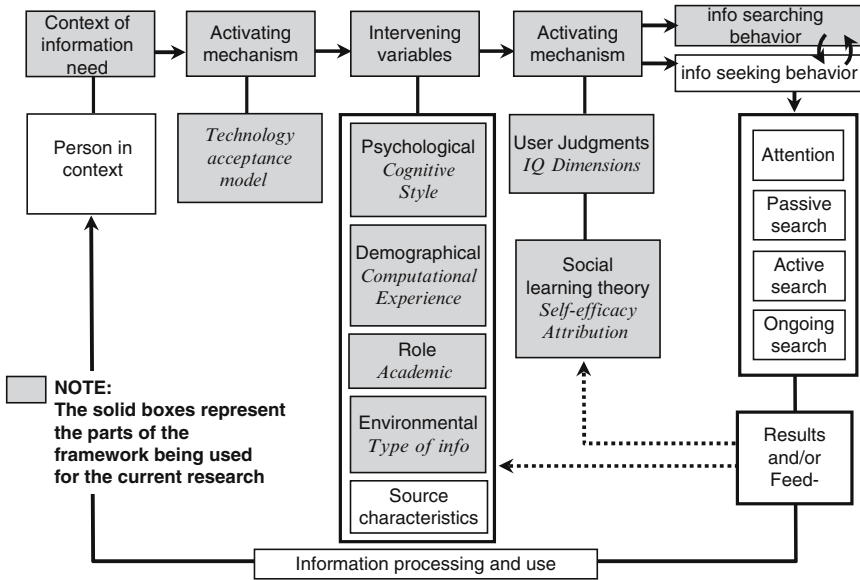 Context of
information
need
Activating
mechanism
Intervening
variables
Activating
mechanism
info searching
behavior
info seeking behavior
Person in
context
Technology
acceptance
model
Psychological
Cognitive
Style
Demographical
Computational
Experience
Role
Academic
Environmental
Type of info
Source
characteristics
User Judgments
IQ Dimensions
Social
learning theory
Self-efficacy
Attribution
Attention
Passive
search
Active
search
Ongoing
search
Results
and/or
Feed-
NOTE:
The solid boxes represent
the parts of the
framework being used
for the current research
Information processing and use